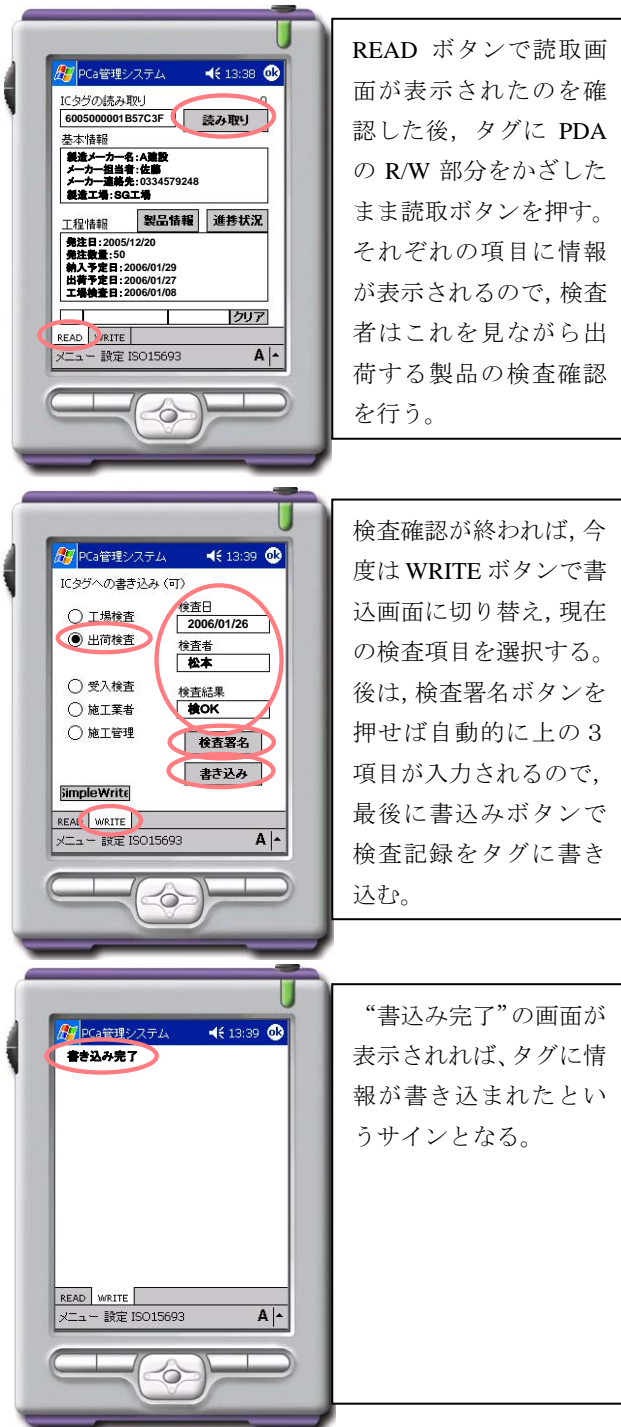 PCa管理システム 13:38 ok
ICタグの読み取り 0
6005000001B57C3F 読み取り
基本情報
製造メーカー名:A建設
メーカー担当者:佐藤
メーカー連絡先:0334579248
製造工場:SG工場
工程情報 製品情報 進捗状況
発注日:2005/12/20
発注数量:50
納入予定日:2006/01/29
出荷予定日:2006/01/27
工場検査日:2006/01/08
クリア
READ WRITE
メニュー 設定 ISO15693 A
READ ボタンで読取画
面が表示されたのを確
認した後，タグに PDA
の R/W 部分をかざした
まま読取ボタンを押す。
それぞれの項目に情報
が表示されるので，検査
者はこれを見ながら出
荷する製品の検査確認
を行う。
PCa管理システム 13:39 ok
ICタグへの書き込み（可）
工場検査
出荷検査
受入検査
施工業者
施工管理
検査日
2006/01/26
検査者
松本
検査結果
検OK
検査署名
書き込み
SimpleWrite
READ WRITE
メニュー 設定 ISO15693 A
検査確認が終われば，今
度は WRITE ボタンで書
込画面に切り替え，現在
の検査項目を選択する。
後は，検査署名ボタンを
押せば自動的に上の３
項目が入力されるので，
最後に書込みボタンで
検査記録をタグに書き
込む。
PCa管理システム 13:39 ok
書き込み完了
READ WRITE
メニュー 設定 ISO15693 A
“書込み完了”の画面が
表示されれば、タグに情
報が書き込まれたとい
うサインとなる。